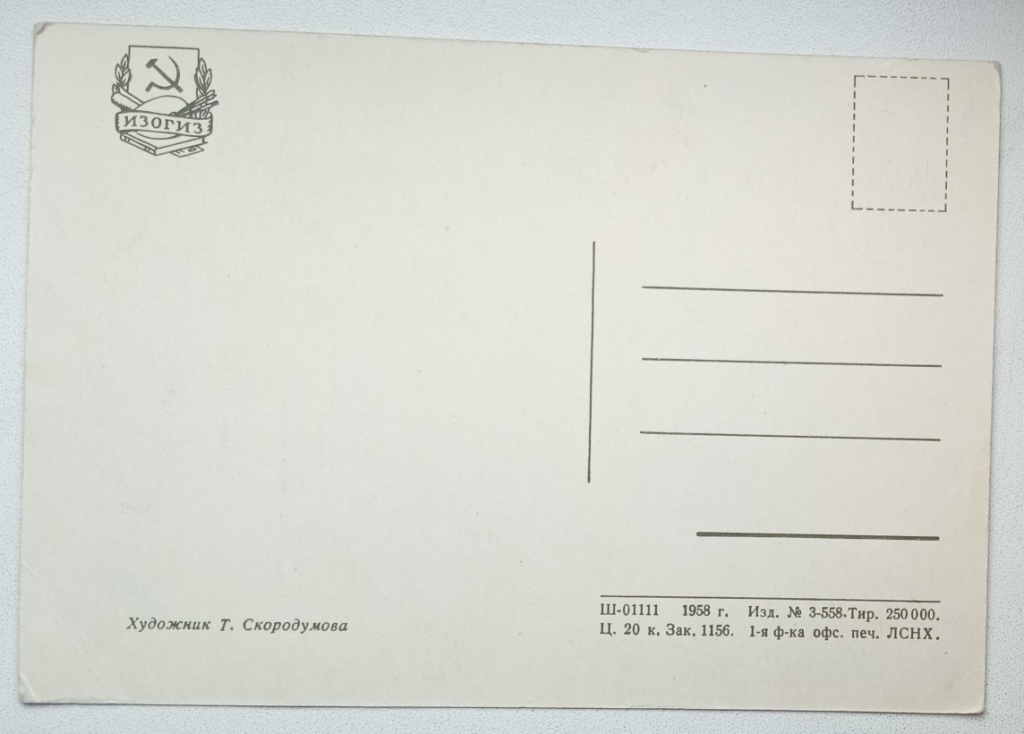 ИЗОГИЗ
Художник Т. Скородумова
Ш-01111 1958 г. Изд. № 3-558. Тир. 250 000.
Ц. 20 к. Зак. 1156. 1-я ф-ка офс. печ. ЛСНХ.